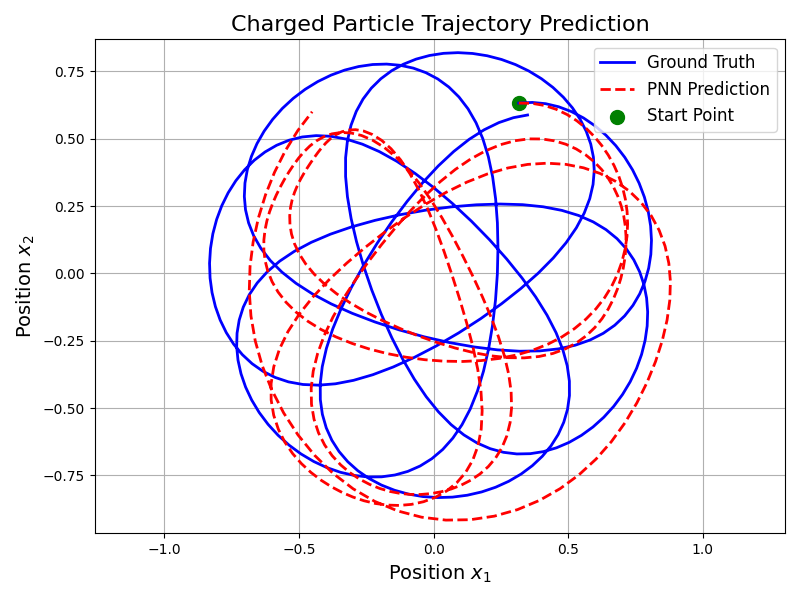 Charged Particle Trajectory Prediction
Ground Truth
PNN Prediction
Start Point
0.75
0.50
0.25
0.00
−0.25
−0.50
−0.75
Position x₂
−1.0
−0.5
0.0
0.5
1.0
Position x₁